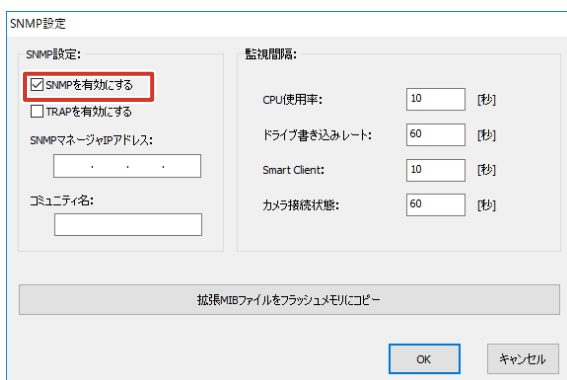 SNMP設定
SNMP設定:
SNMPを有効にする
TRAPを有効にする
SNMPマネージャIPアドレス:
. . .
コミュニティ名:
監視間隔:
CPU使用率: 10 [秒]
ドライブ書き込みレート: 60 [秒]
Smart Client: 10 [秒]
カメラ接続状態: 60 [秒]
拡張MIBファイルをフラッシュメモリにコピー
OK キャンセル